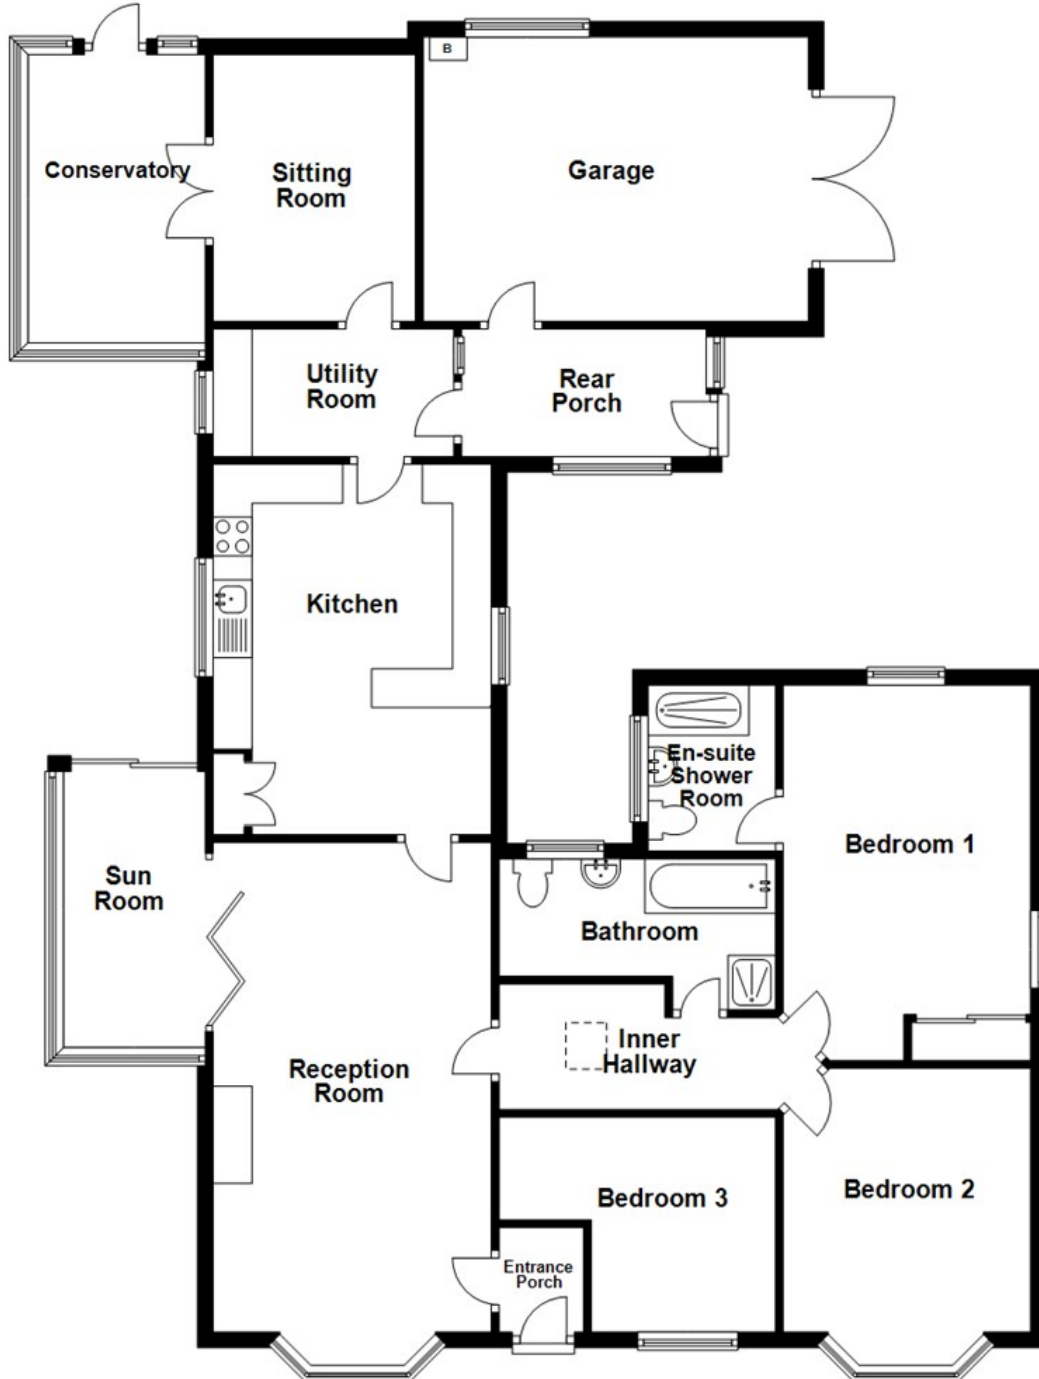 B
Conservatory
Sitting
Room
Garage
Utility
Room
Rear
Porch
Kitchen
En-suite
Shower
Room
Bedroom 1
Sun
Room
Bathroom
Inner
Hallway
Reception
Room
Bedroom 2
Bedroom 3
Entrance
Porch